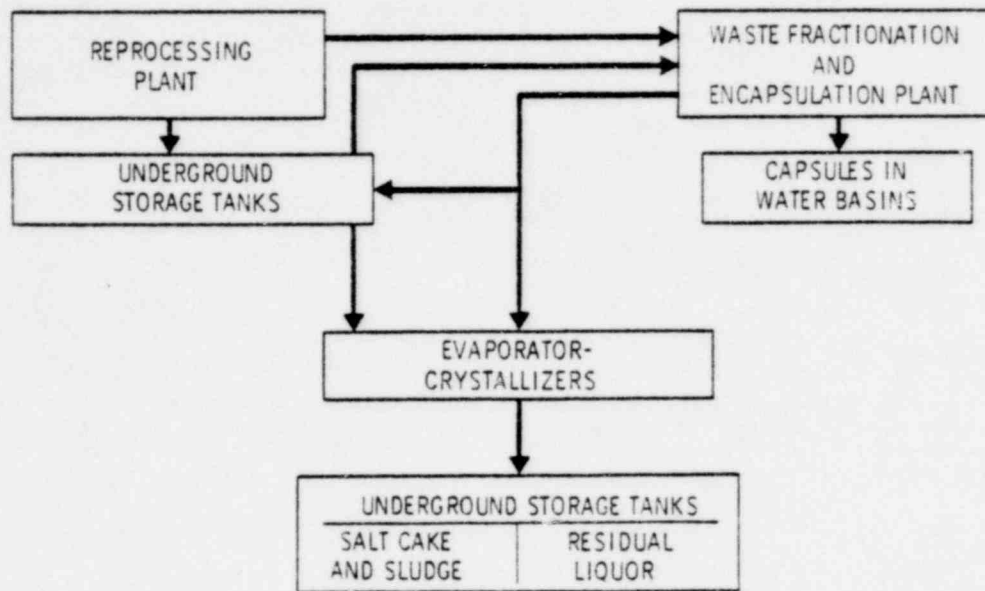 REPROCESSING
PLANT
WASTE FRACTIONATION
AND
ENCAPSULATION PLANT
UNDERGROUND
STORAGE TANKS
CAPSULES IN
WATER BASINS
EVAPORATOR-
CRYSTALLIZERS
UNDERGROUND STORAGE TANKS
SALT CAKE
AND SLUDGE
RESIDUAL
LIQUOR